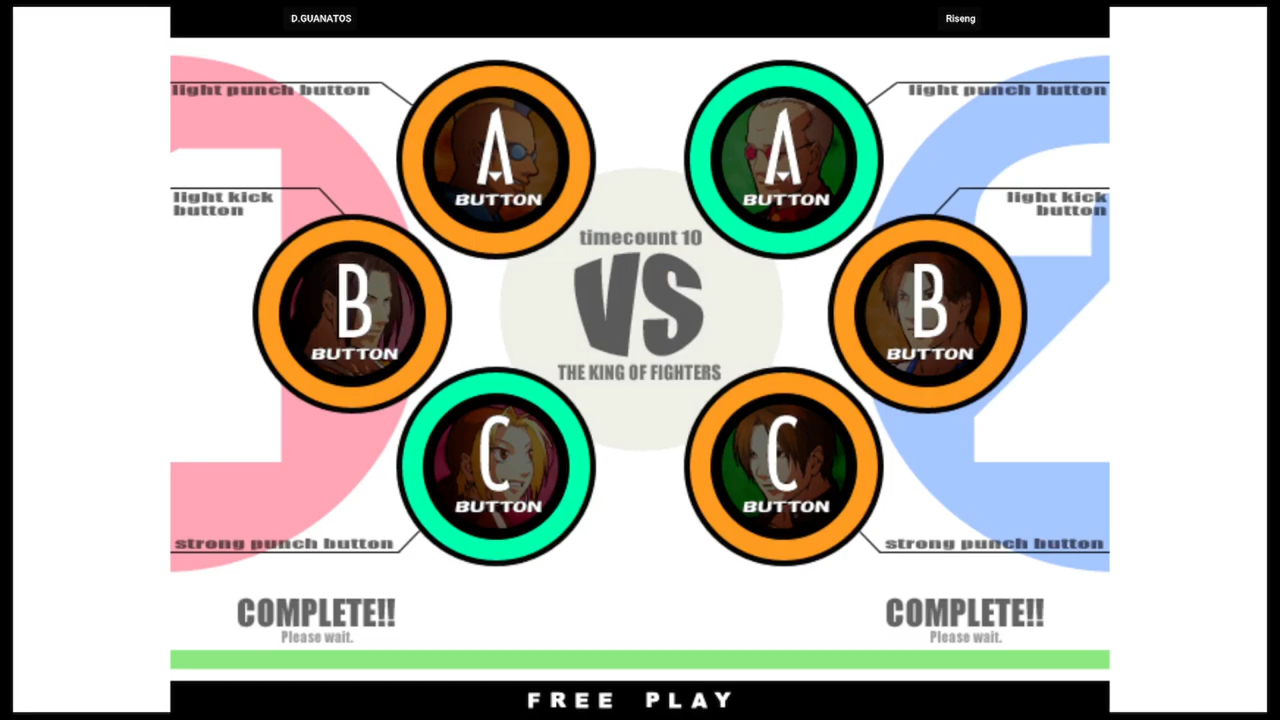 D.GUANATOS
Riseng
light punch button
light punch button
A
BUTTON
A
BUTTON
light kick
button
light kick
button
timecount 10
VS
THE KING OF FIGHTERS
B
BUTTON
B
BUTTON
C
BUTTON
C
BUTTON
strong punch button
strong punch button
COMPLETE!!
Please wait.
COMPLETE!!
Please wait.
FREE PLAY
1
2